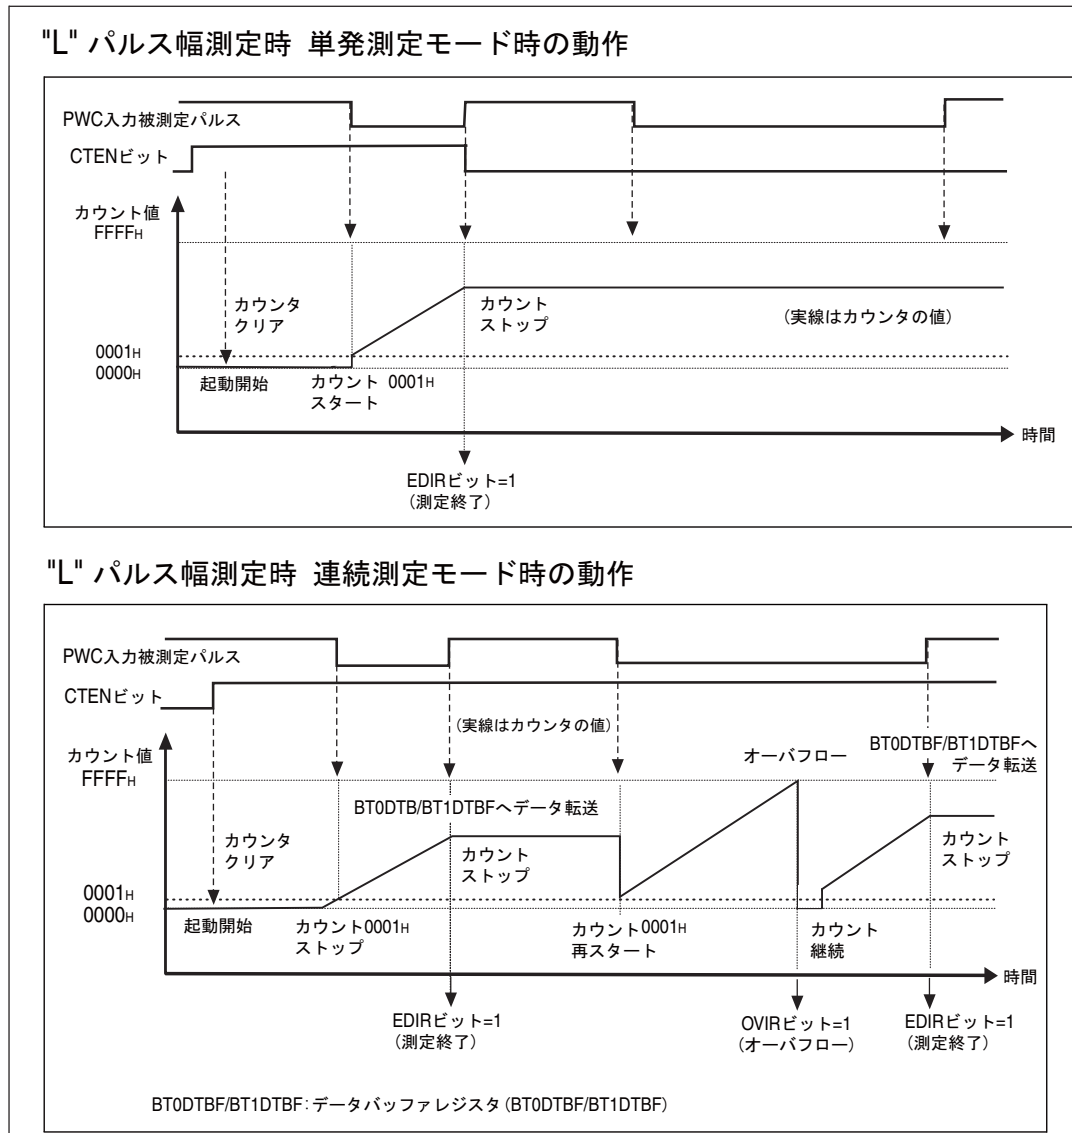 "L" パルス幅測定時 単発測定モード時の動作
PWC入力被測定パルス
CTENビット
カウント値
FFFFH
カウンタ
クリア
カウント
ストップ
(実線はカウンタの値)
0001H
0000H
起動開始
カウント 0001H
スタート
時間
EDIRビット=1
(測定終了)
"L" パルス幅測定時 連続測定モード時の動作
PWC入力被測定パルス
CTENビット
(実線はカウンタの値)
カウント値
FFFFH
オーバフロー
BT0DTBF/BT1DTBFへ
データ転送
BT0DTB/BT1DTBFへデータ転送
カウンタ
クリア
カウント
ストップ
カウント
ストップ
0001H
0000H
起動開始
カウント0001H
ストップ
カウント0001H
再スタート
カウント
継続
時間
EDIRビット=1
(測定終了)
OVIRビット=1
(オーバフロー)
EDIRビット=1
(測定終了)
BT0DTBF/BT1DTBF:データバッファレジスタ(BT0DTBF/BT1DTBF)